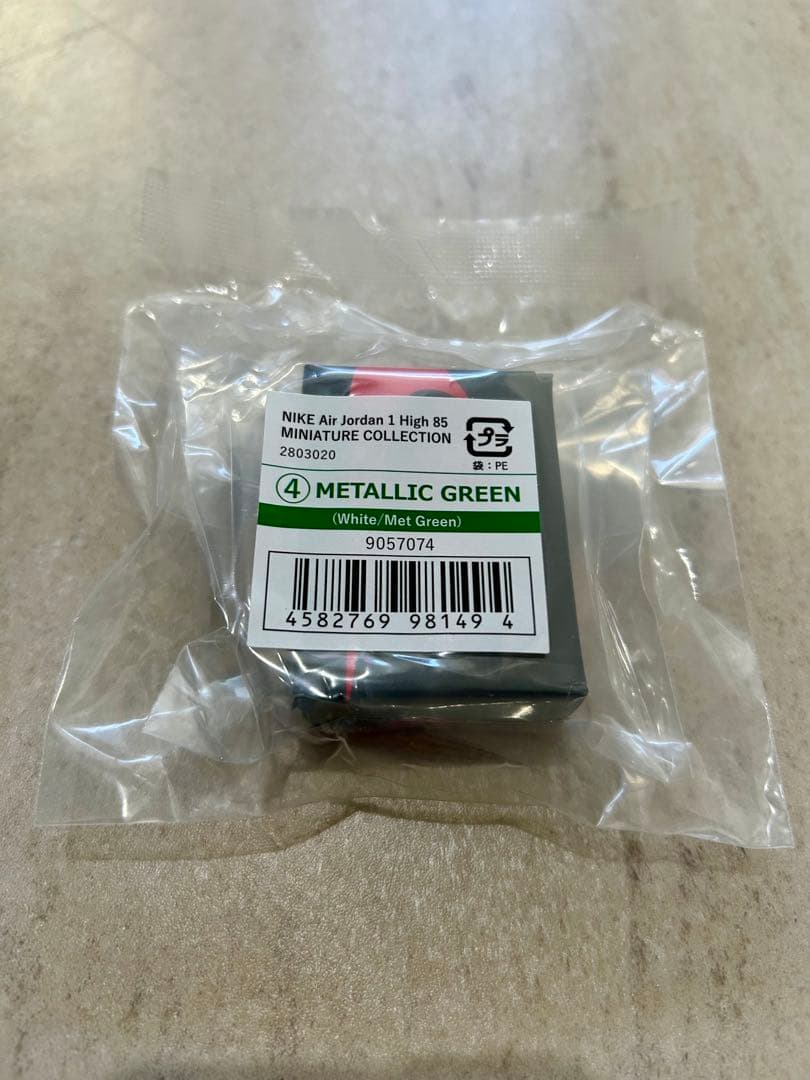 NIKE Air Jordan 1 High 85
MINIATURE COLLECTION
2803020
プラ
袋：PE
④ METALLIC GREEN
(White/Met Green)
9057074
4582769 98149 4